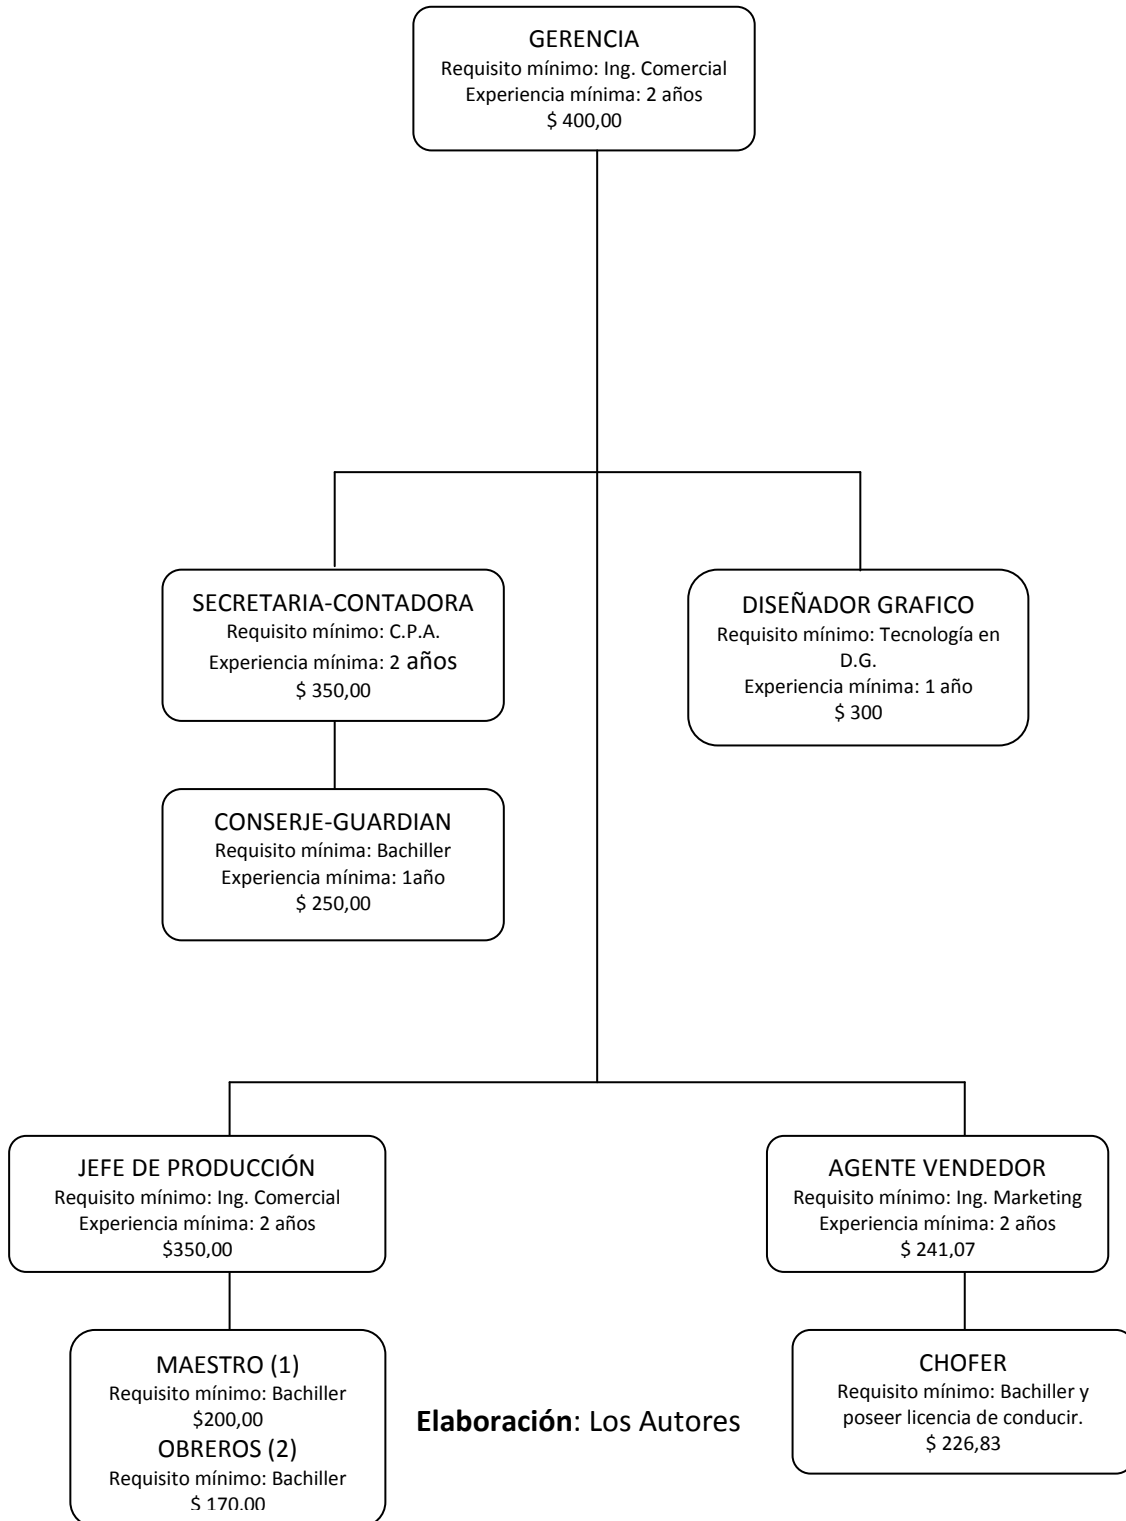 GERENCIA
Requisito mínimo: Ing. Comercial
Experiencia mínima: 2 años
$ 400,00
SECRETARIA-CONTADORA
Requisito mínimo: C.P.A.
Experiencia mínima: 2 años
$ 350,00
DISEÑADOR GRAFICO
Requisito mínimo: Tecnología en
D.G.
Experiencia mínima: 1 año
$ 300
CONSERJE-GUARDIAN
Requisito mínima: Bachiller
Experiencia mínima: 1año
$ 250,00
JEFE DE PRODUCCIÓN
Requisito mínimo: Ing. Comercial
Experiencia mínima: 2 años
$350,00
AGENTE VENDEDOR
Requisito mínimo: Ing. Marketing
Experiencia mínima: 2 años
$ 241,07
MAESTRO (1)
Requisito mínimo: Bachiller
$200,00
OBREROS (2)
Requisito mínimo: Bachiller
$ 170.00
Elaboración: Los Autores
CHOFER
Requisito mínimo: Bachiller y
poseer licencia de conducir.
$ 226,83